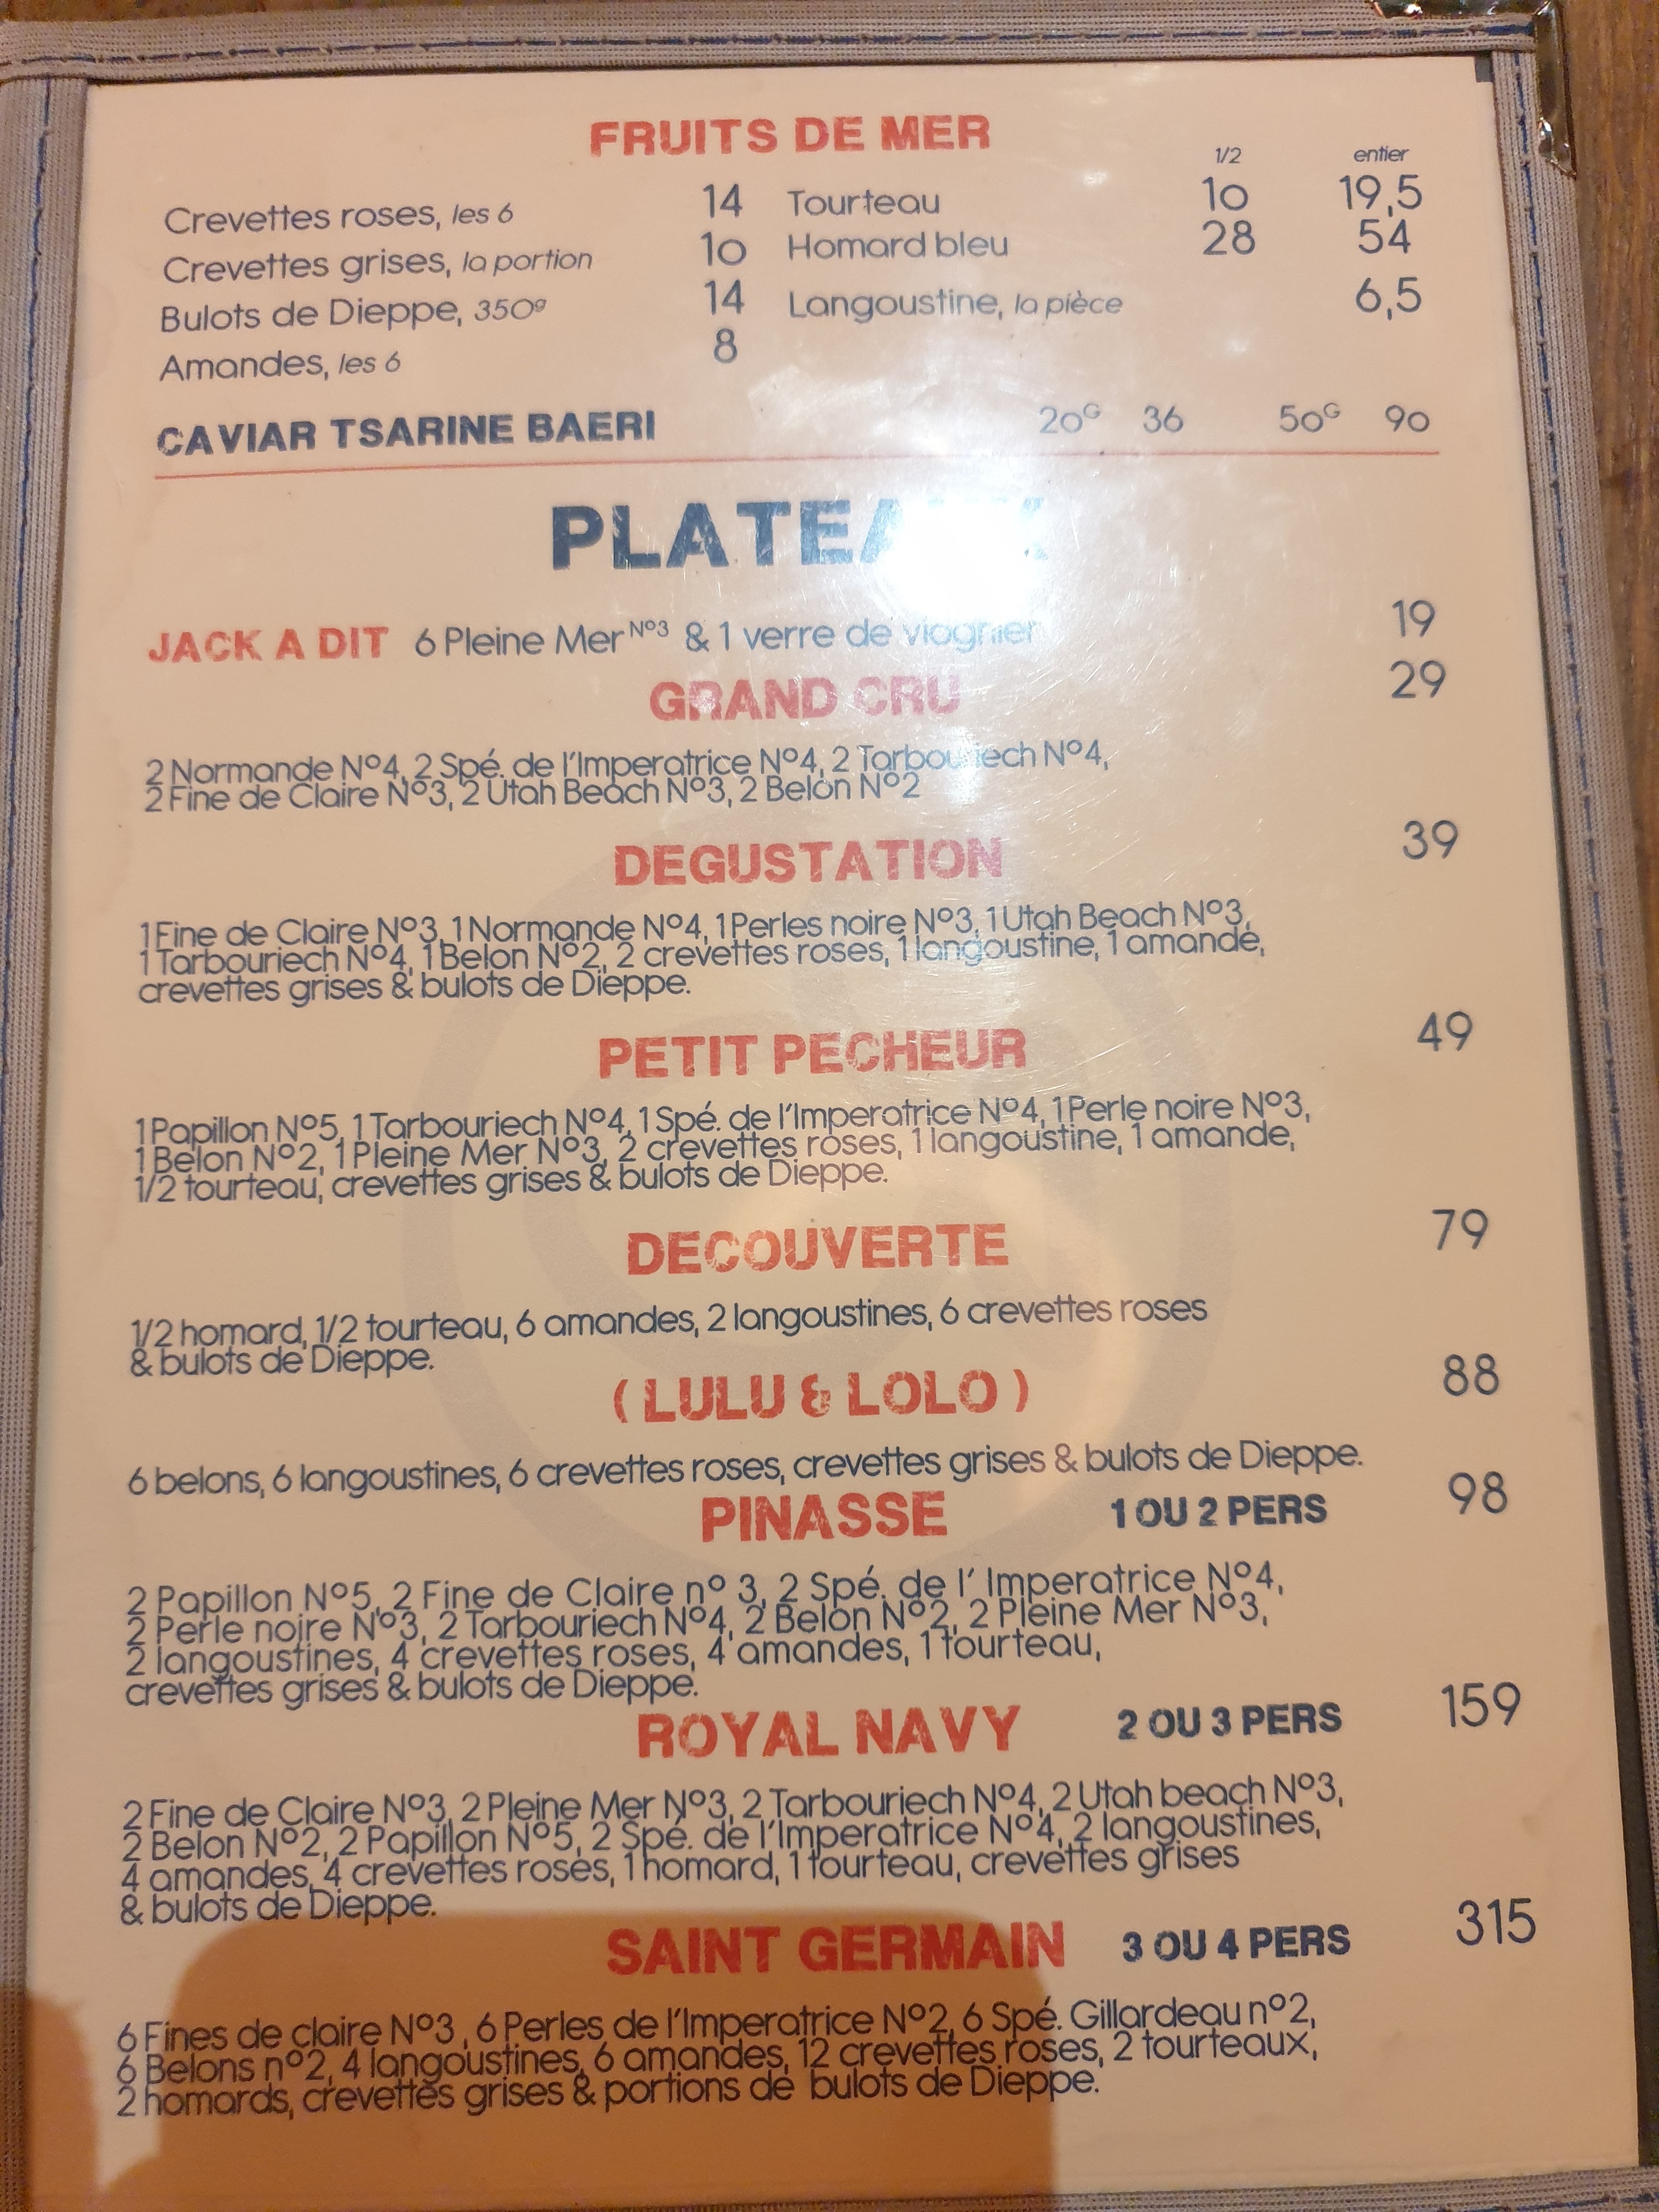 FRUITS DE MER
1/2 entier
Crevettes roses, les 6 14 Tourteau 10 19,5
Crevettes grises, la portion 10 Homard bleu 28 54
Bulots de Dieppe, 350g 14 Langoustine, la pièce 6,5
Amandes, les 6 8
CAVIAR TSARINE BAERI 20G 36 50G 90
JACK A DIT 6 Pleine Mer N°3 & 1 verre de viognier 19
GRAND CRU 29
2 Normande N°4, 2 Spé. de l'Imperatrice N°4, 2 Tarbouriech N°4,
2 Fine de Claire N°3, 2 Utah Beach N°3, 2 Belon N°2
DEGUSTATION 39
1 Fine de Claire N°3, 1 Normande N°4, 1 Perles noire N°3, 1 Utah Beach N°3,
1 Tarbouriech N°4, 1 Belon N°2, 2 crevettes roses, 1 langoustine, 1 amande,
crevettes grises & bulots de Dieppe.
PETIT PECHEUR 49
1 Papillon N°5, 1 Tarbouriech N°4, 1 Spé. de l'Imperatrice N°4, 1 Perle noire N°3,
1 Belon N°2, 1 Pleine Mer N°3, 2 crevettes roses, 1 langoustine, 1 amande,
1/2 tourteau, crevettes grises & bulots de Dieppe.
DECOUVERTE 79
1/2 homard, 1/2 tourteau, 6 amandes, 2 langoustines, 6 crevettes roses
& bulots de Dieppe.
( LULU & LOLO ) 88
6 belons, 6 langoustines, 6 crevettes roses, crevettes grises & bulots de Dieppe.
PINASSE 1 OU 2 PERS 98
2 Papillon N°5, 2 Fine de Claire n° 3, 2 Spé. de l' Imperatrice N°4,
2 Perle noire N°3, 2 Tarbouriech N°4, 2 Belon N°2, 2 Pleine Mer N°3,
2 langoustines, 4 crevettes roses, 4 amandes, 1 tourteau,
crevettes grises & bulots de Dieppe.
ROYAL NAVY 2 OU 3 PERS 159
2 Fine de Claire N°3, 2 Pleine Mer N°3, 2 Tarbouriech N°4, 2 Utah beach N°3,
2 Belon N°2, 2 Papillon N°5, 2 Spé. de l'Imperatrice N°4, 2 langoustines,
4 amandes, 4 crevettes roses, 1 homard, 1 tourteau, crevettes grises
& bulots de Dieppe.
SAINT GERMAIN 3 OU 4 PERS 315
6 Fines de claire N°3, 6 Perles de l'Imperatrice N°2, 6 Spé. Gillardeau n°2,
6 Belons n°2, 4 langoustines, 6 amandes, 12 crevettes roses, 2 tourteaux,
2 homards, crevettes grises & portions de bulots de Dieppe.